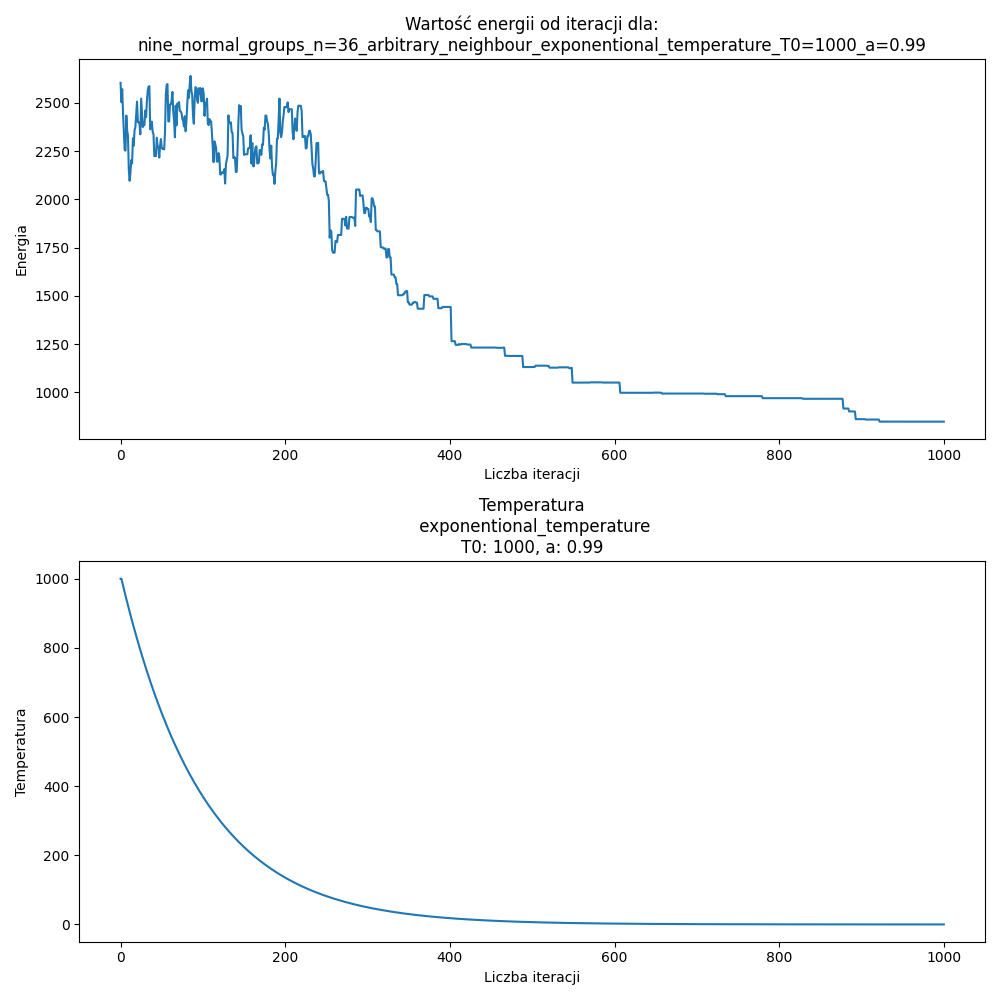 Wartość energii od iteracji dla:
nine_normal_groups_n=36_arbitrary_neighbour_exponentional_temperature_T0=1000_a=0.99
2500
2250
2000
1750
1500
1250
1000
Energia
0 200 400 600 800 1000
Liczba iteracji
Temperatura
exponentional_temperature
T0: 1000, a: 0.99
1000
800
600
400
200
0
Temperatura
0 200 400 600 800 1000
Liczba iteracji